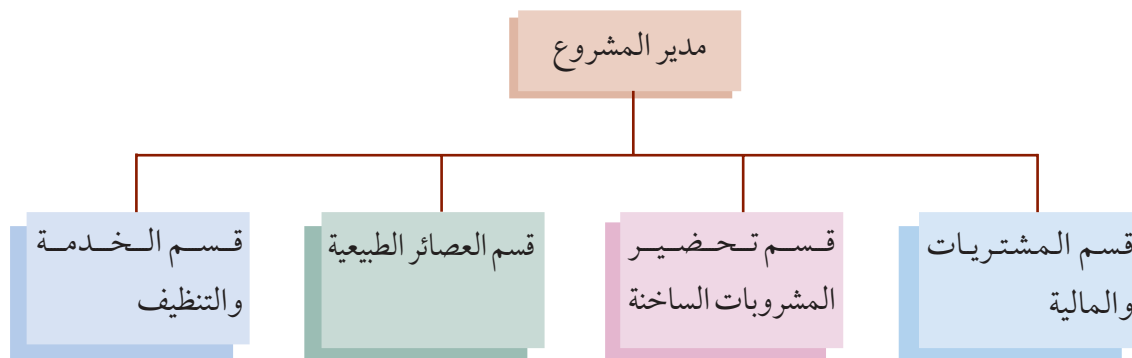 مدير المشروع
قسم المشتريات
والمالية
قسم تحضير
المشروبات الساخنة
قسم العصائر الطبيعية
قسم الخدمة
والتنظيف